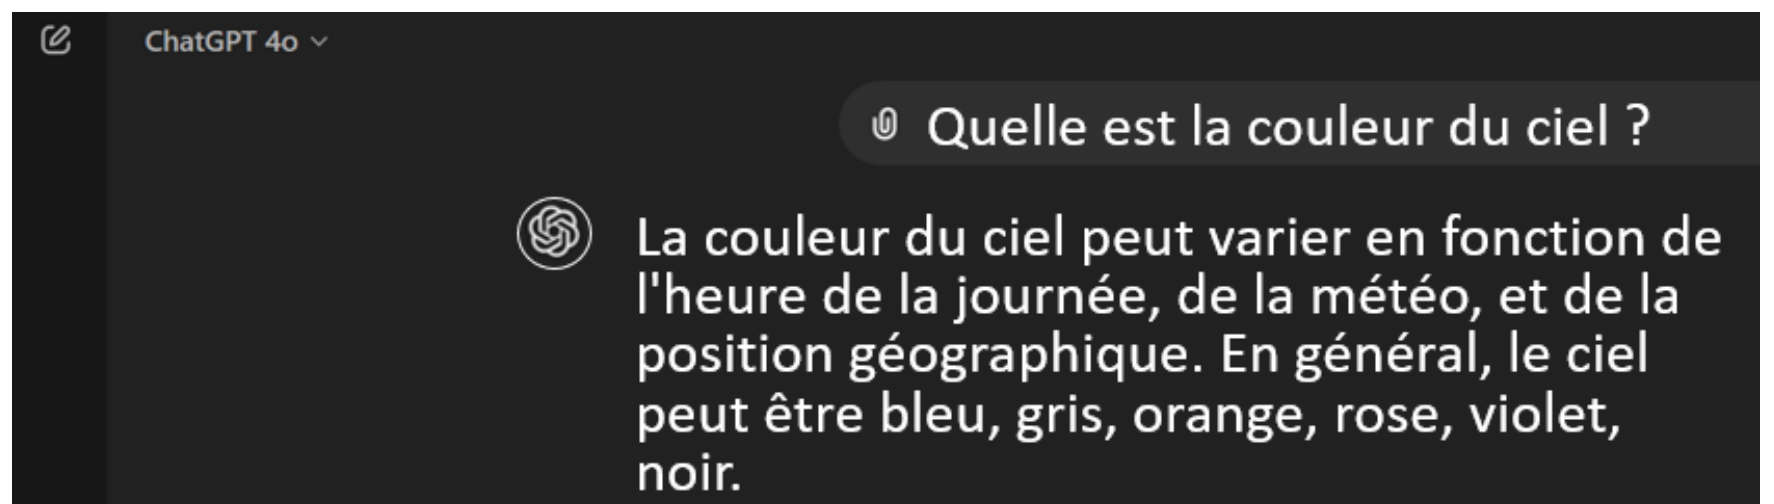 ChatGPT 4o
Quelle est la couleur du ciel ?
La couleur du ciel peut varier en fonction de
l'heure de la journée, de la météo, et de la
position géographique. En général, le ciel
peut être bleu, gris, orange, rose, violet,
noir.